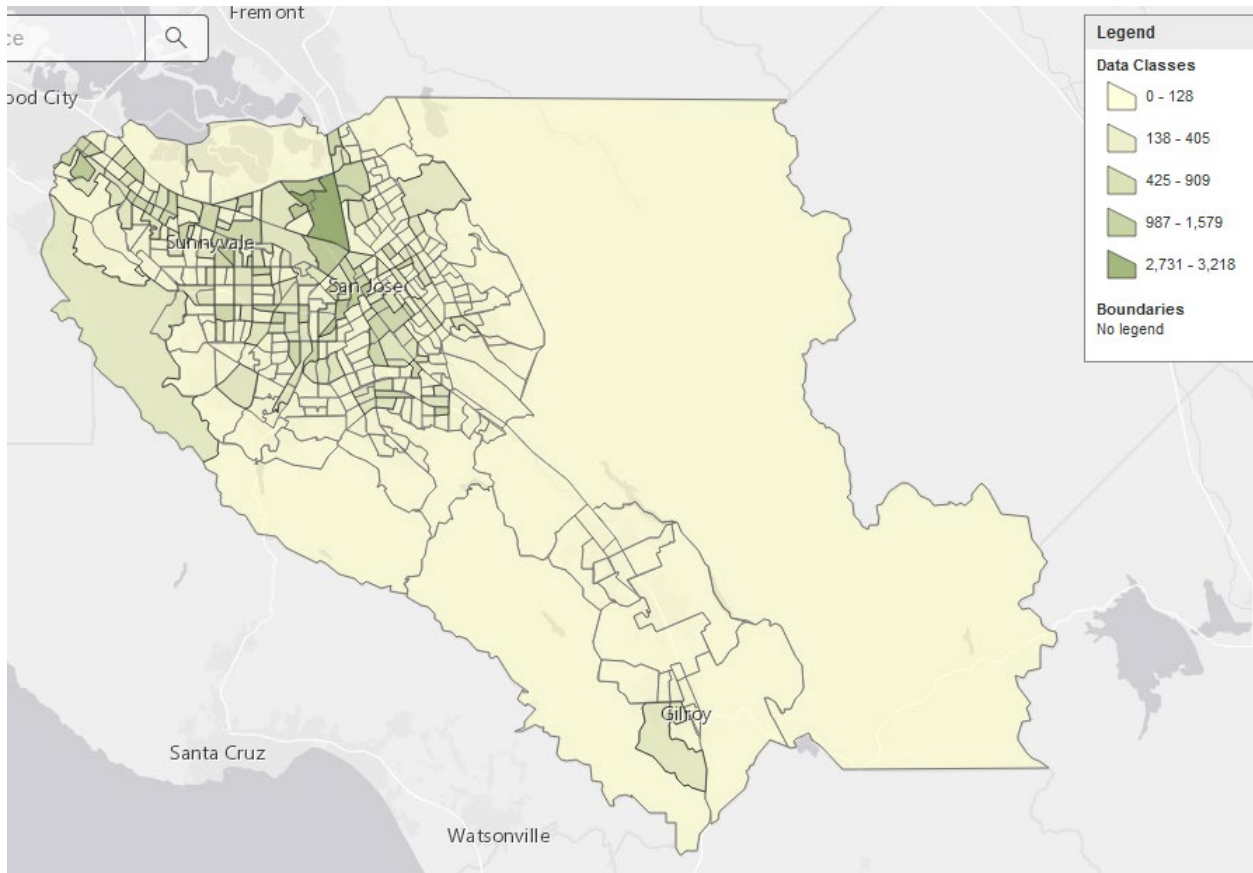 Fremont
ce
ood City
Sunnyvale
San Jose
Gilroy
Santa Cruz
Watsonville
Legend
Data Classes
0 - 128
138 - 405
425 - 909
987 - 1,579
2,731 - 3,218
Boundaries
No legend